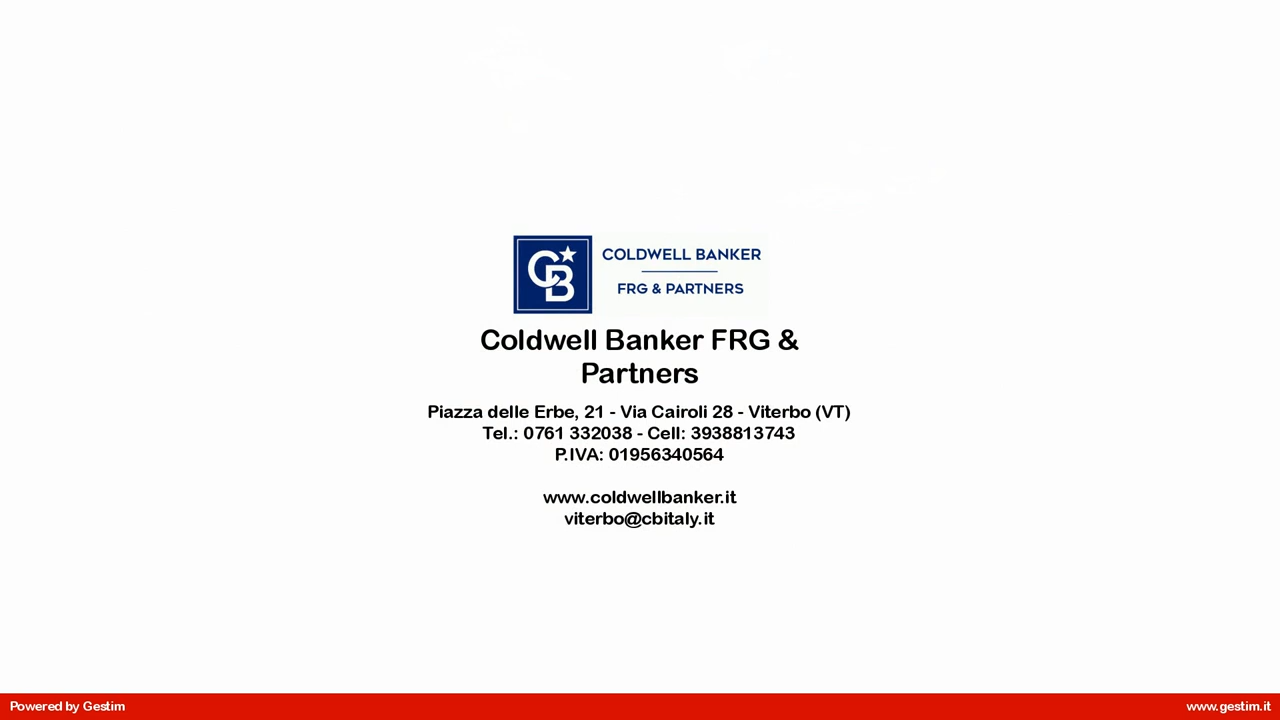 CB
COLDWELL BANKER
FRG & PARTNERS
Coldwell Banker FRG &
Partners
Piazza delle Erbe, 21 - Via Cairoli 28 - Viterbo (VT)
Tel.: 0761 332038 - Cell: 3938813743
P.IVA: 01956340564
www.coldwellbanker.it
viterbo@cbitaly.it
Powered by Gestim
www.gestim.it